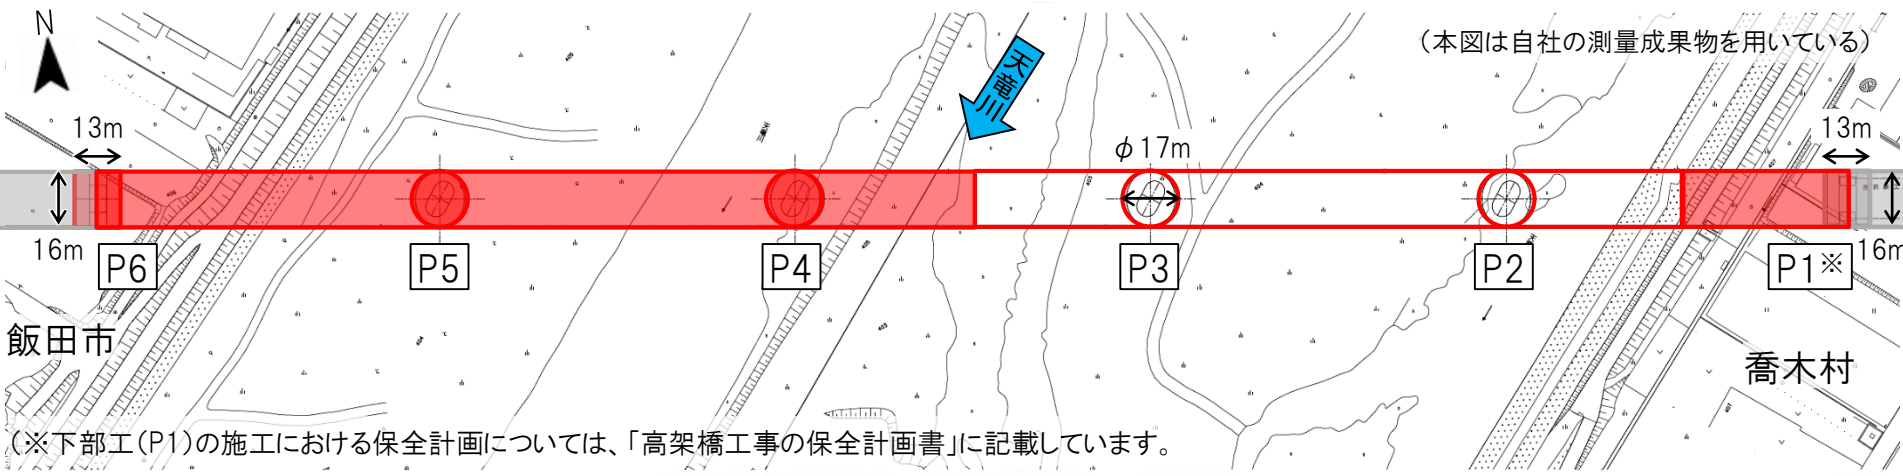 N
(本図は自社の測量成果物を用いている)
天竜川
13m
φ17m
13m
16m
16m
P6
P5
P4
P3
P2
P1※
飯田市
喬木村
(※下部工(P1)の施工における保全計画については、「高架橋工事の保全計画書」に記載しています。